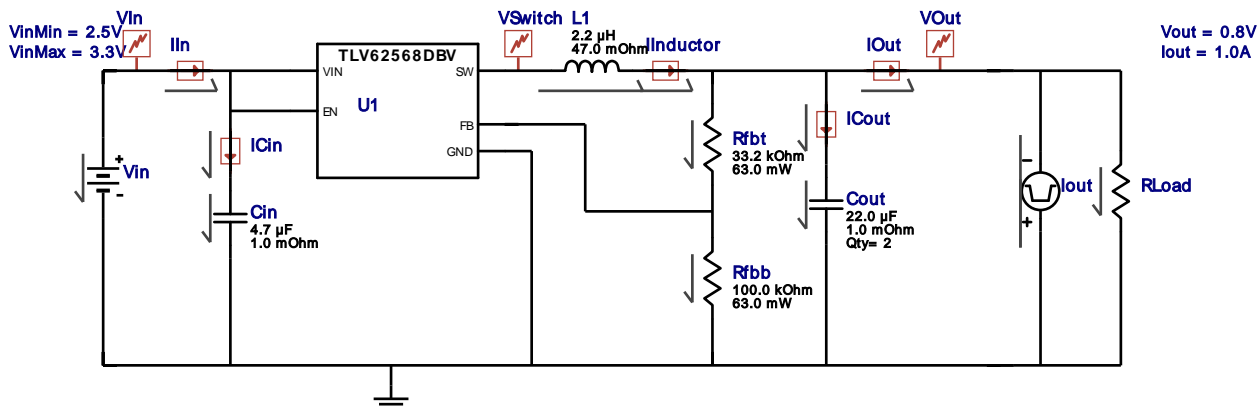 VinMin = 2.5V
VinMax = 3.3V
VIn
IIn
TLV62568DBV
VIN
EN
U1
SW
FB
GND
VSwitch
L1
2.2 µH
47.0 mOhm
IInductor
IOut
VOut
Vout = 0.8V
Iout = 1.0A
ICin
Vin
+
-
Cin
4.7 µF
1.0 mOhm
Rfbt
33.2 kOhm
63.0 mW
Rfbb
100.0 kOhm
63.0 mW
ICout
Cout
22.0 µF
1.0 mOhm
Qty= 2
-
Iout
+
RLoad